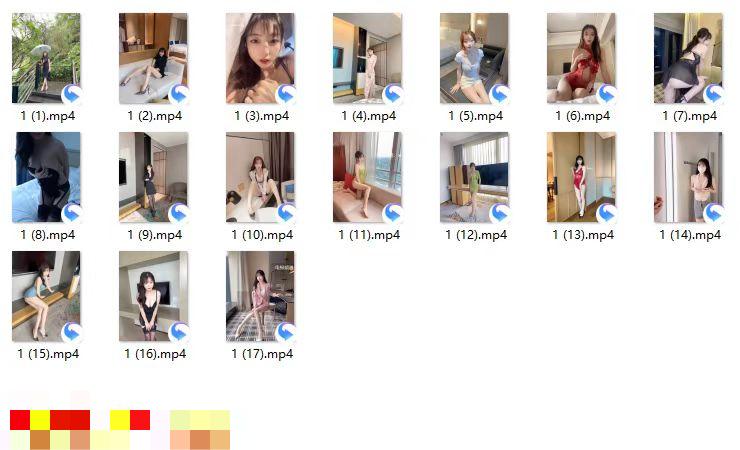 1 (1).mp4
1 (2).mp4
1 (3).mp4
1 (4).mp4
1 (5).mp4
1 (6).mp4
1 (7).mp4
1 (8).mp4
1 (9).mp4
1 (10).mp4
1 (11).mp4
1 (12).mp4
1 (13).mp4
1 (14).mp4
1 (15).mp4
1 (16).mp4
1 (17).mp4